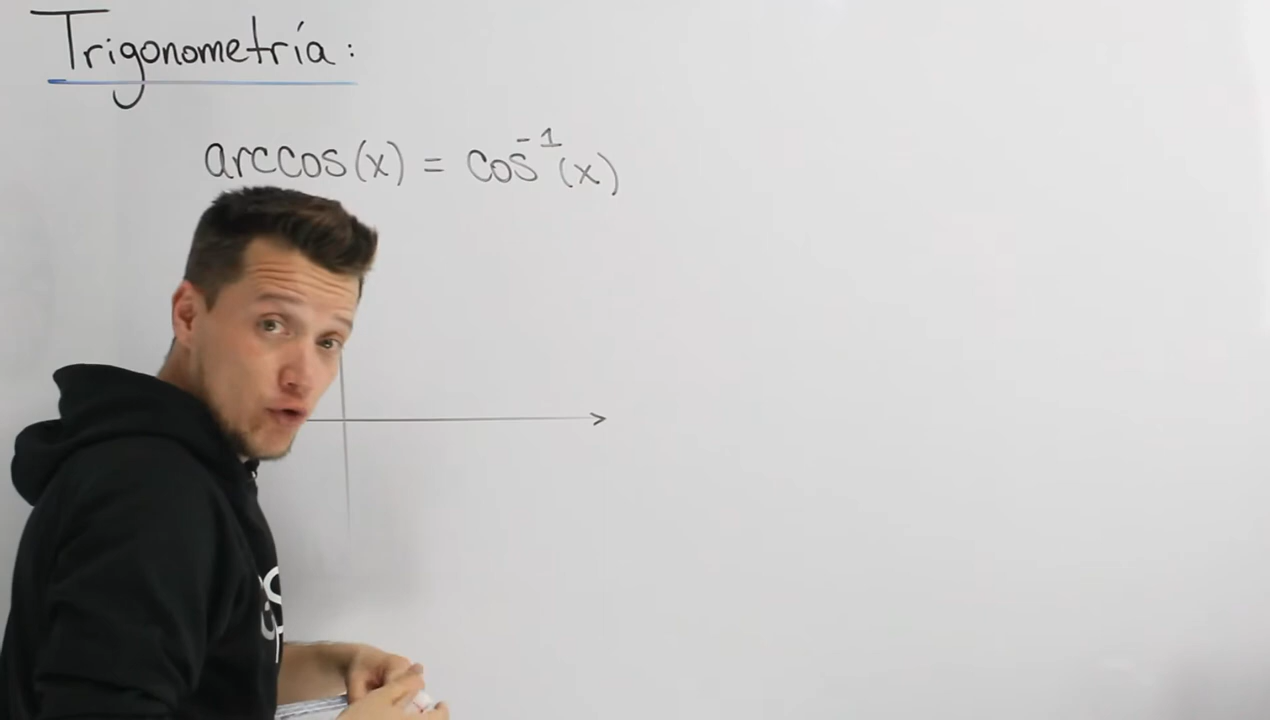 Trigonometría:
arccos(x) = cos⁻¹(x)